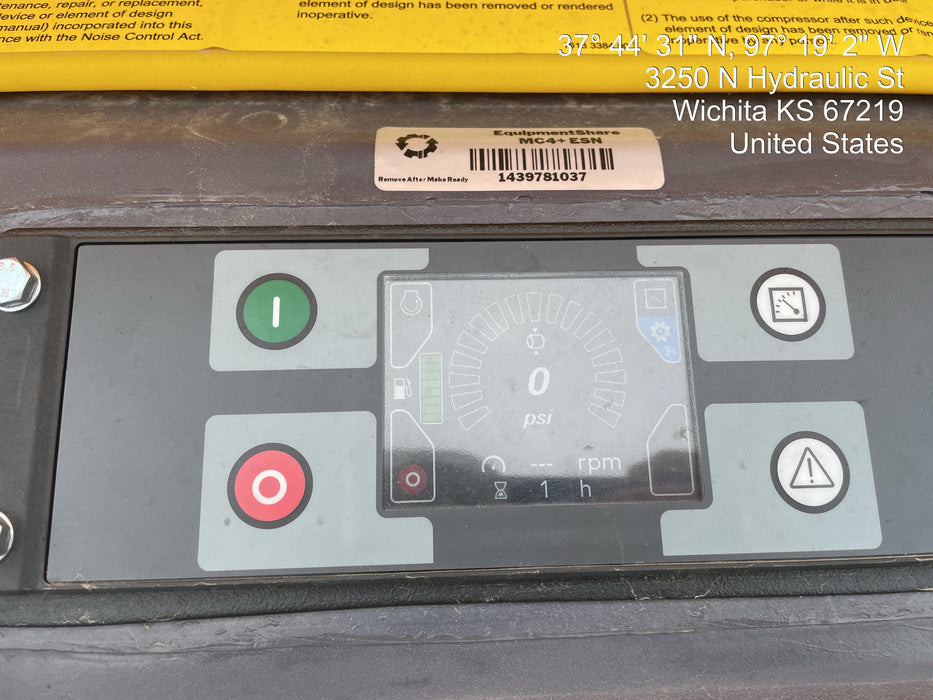 tenance, repair, or replacement,
device or element of design
manual) incorporated into this
nce with the Noise Control Act.
element of design has been removed or rendered
inoperative.
(2) The use of the compressor after such device
element of design has been removed or
37° 44' 31" N, 97° 19' 2" W
3250 N Hydraulic St
Wichita KS 67219
United States
EquipmentShare
MC4+ ESN
Remove After Make Ready
1439781037
0
psi
3s
--- rpm
1 h